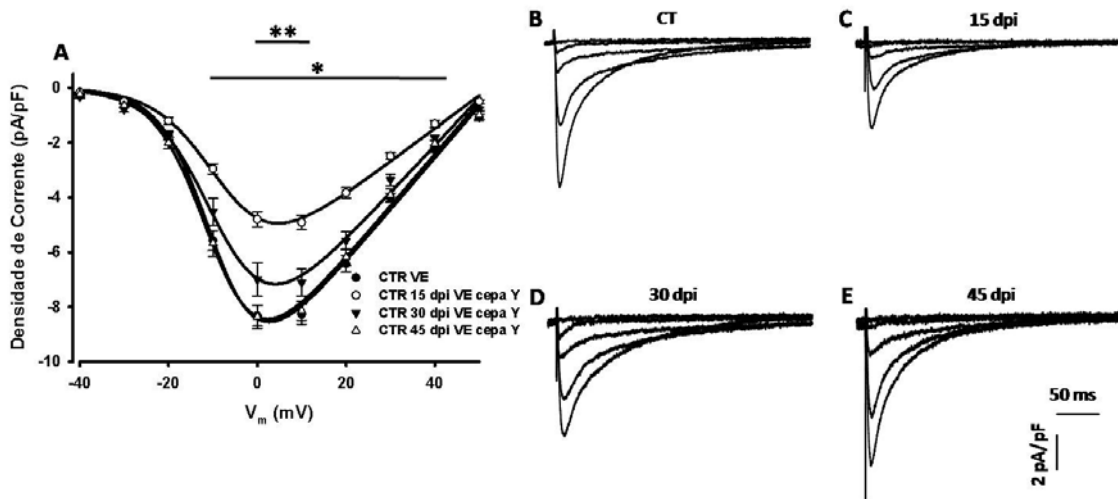 A
**
*
Densidade de Corrente (pA/pF)
0
-2
-4
-6
-8
-10
-40
-20
0
20
40
Vm (mV)
CTR VE
CTR 15 dpi VE cepa Y
CTR 30 dpi VE cepa Y
CTR 45 dpi VE cepa Y
B
CT
C
15 dpi
D
30 dpi
E
45 dpi
50 ms
2 pA/pF